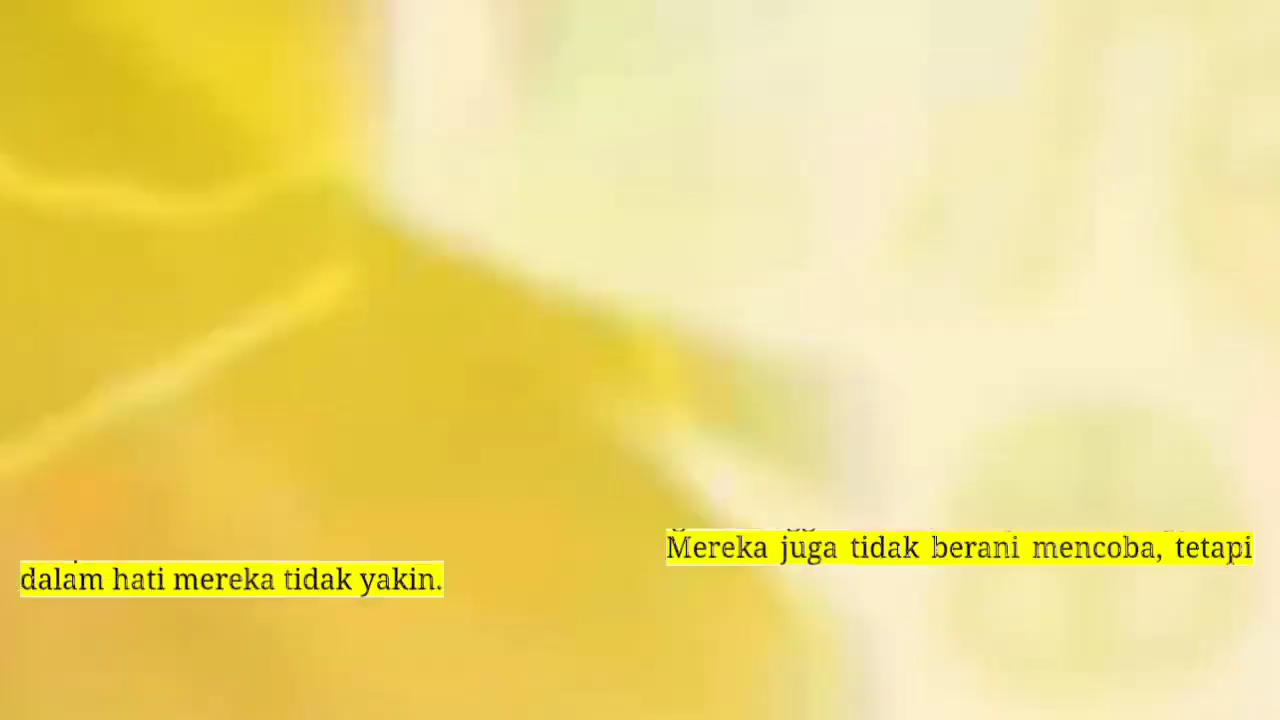 Mereka juga tidak berani mencoba, tetapi
dalam hati mereka tidak yakin.